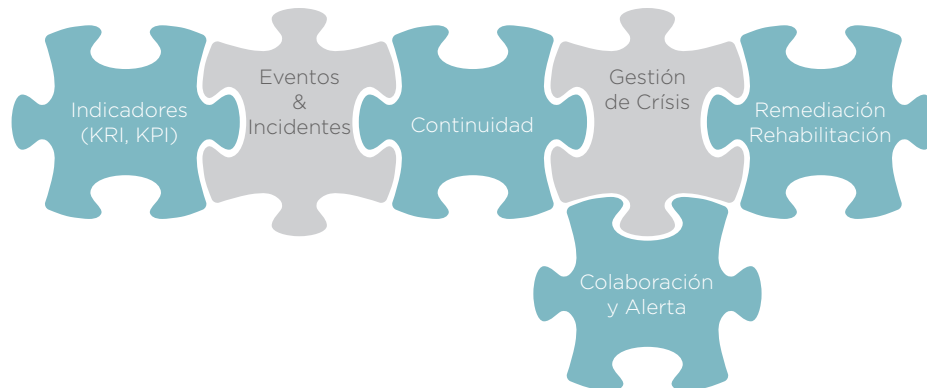 Indicadores
(KRI, KPI)
Eventos
&
Incidentes
Continuidad
Gestión
de Crísis
Remediación
Rehabilitación
Colaboración
y Alerta